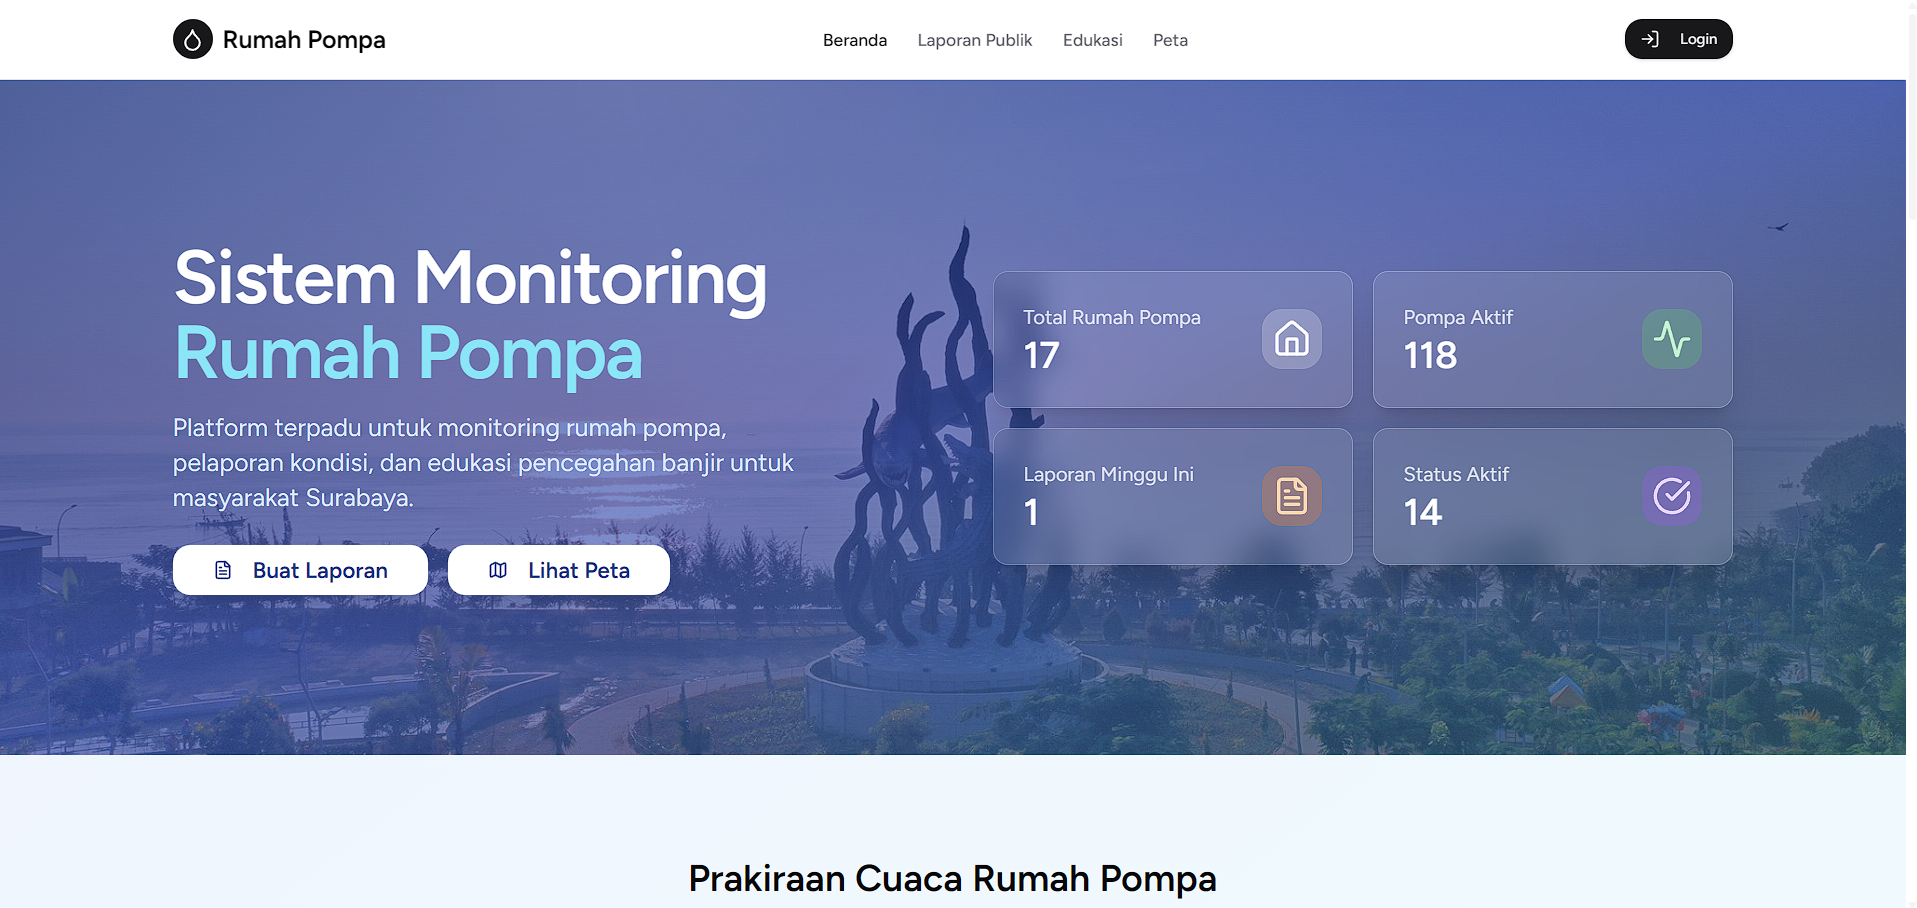 Rumah Pompa
Beranda
Laporan Publik
Edukasi
Peta
Login
Sistem Monitoring
Rumah Pompa
Platform terpadu untuk monitoring rumah pompa,
pelaporan kondisi, dan edukasi pencegahan banjir untuk
masyarakat Surabaya.
Buat Laporan
Lihat Peta
Total Rumah Pompa
17
Pompa Aktif
118
Laporan Minggu Ini
1
Status Aktif
14
Prakiraan Cuaca Rumah Pompa